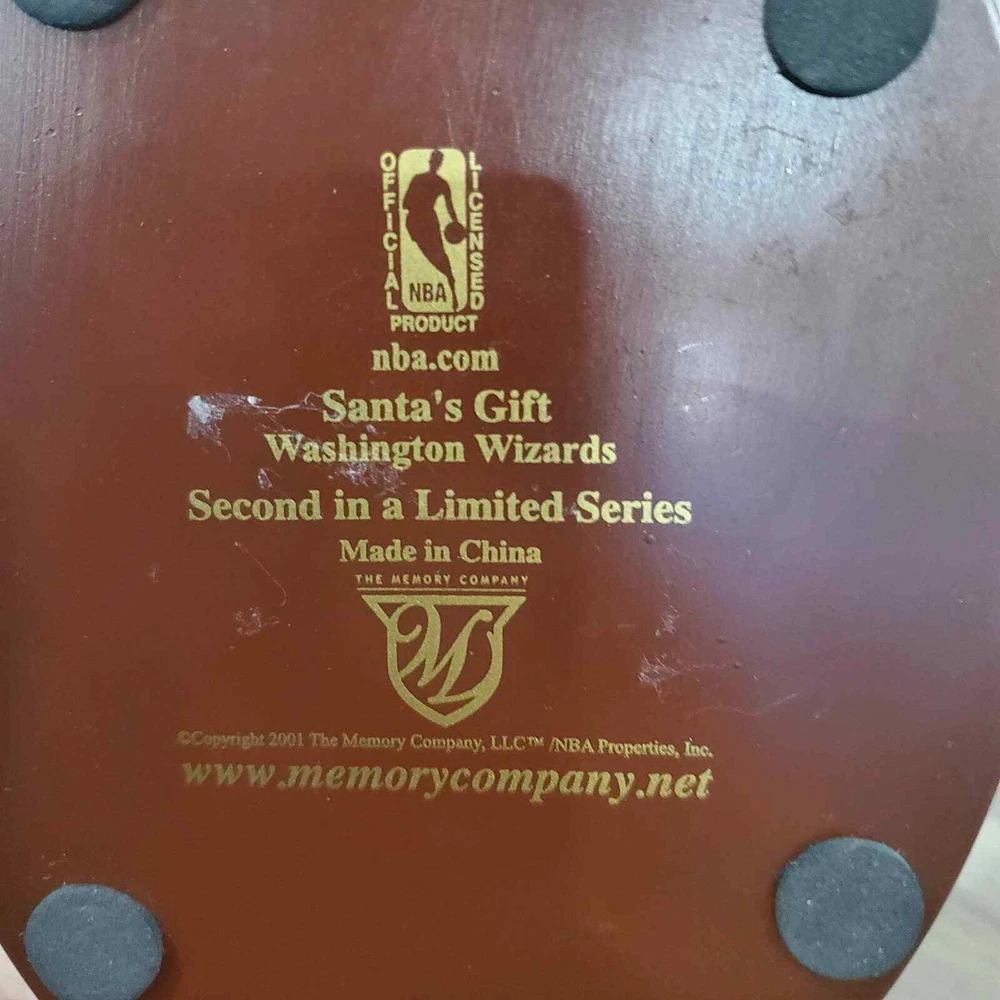 OFFICIAL LICENSED
NBA
PRODUCT
nba.com
Santa's Gift
Washington Wizards
Second in a Limited Series
Made in China
THE MEMORY COMPANY
M
©Copyright 2001 The Memory Company, LLC™ /NBA Properties, Inc.
www.memorycompany.net